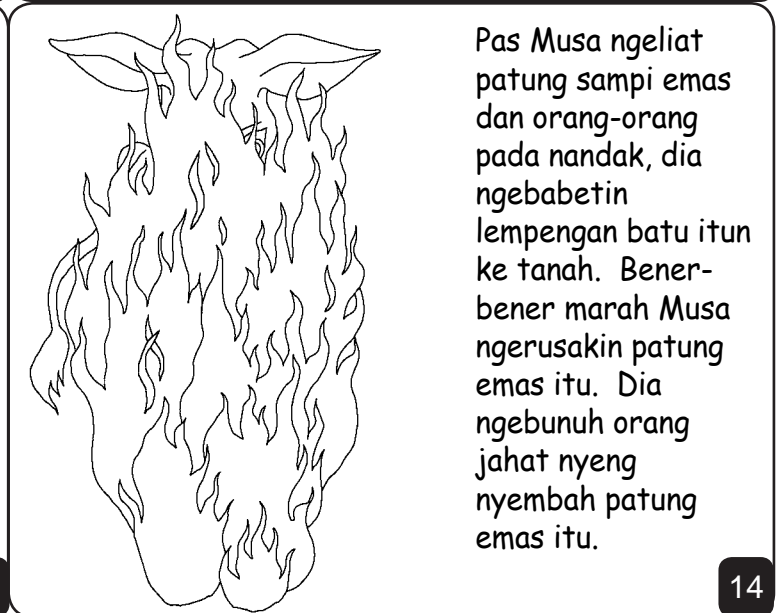 Pas Musa ngeliat
patung sampi emas
dan orang-orang
pada nandak, dia
ngebabetin
lempengan batu itun
ke tanah. Bener-
bener marah Musa
ngerusakin patung
emas itu. Dia
ngebunuh orang
jahat nyeng
nyembah patung
emas itu.
14